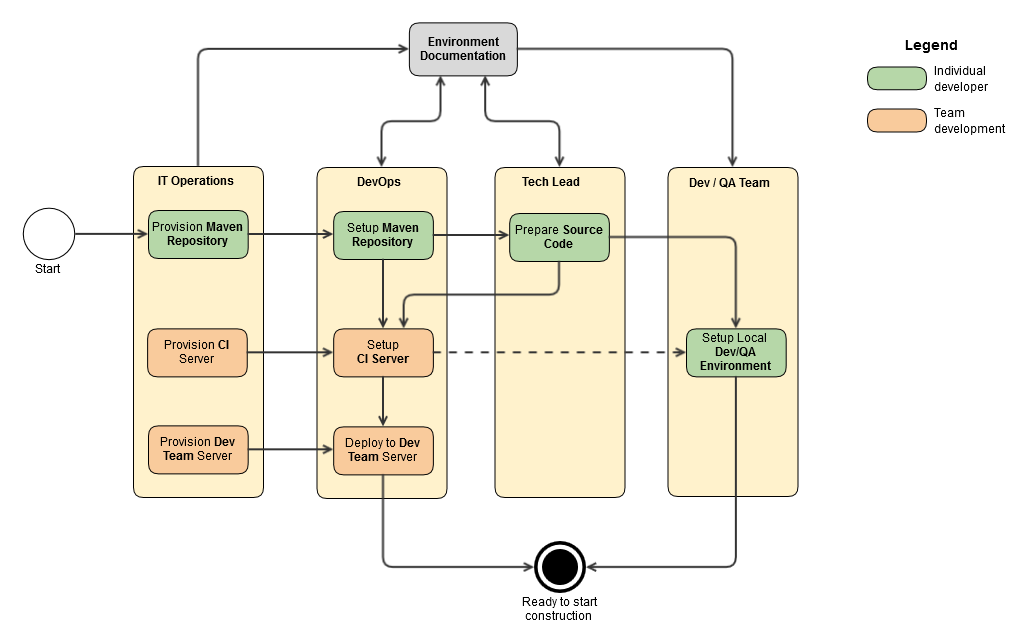 Environment
Documentation
Legend
Individual
developer
Team
development
IT Operations
DevOps
Tech Lead
Dev / QA Team
Provision Maven
Repository
Setup Maven
Repository
Prepare Source
Code
Start
Provision CI
Server
Setup
CI Server
Setup Local
Dev/QA
Environment
Provision Dev
Team Server
Deploy to Dev
Team Server
Ready to start
construction